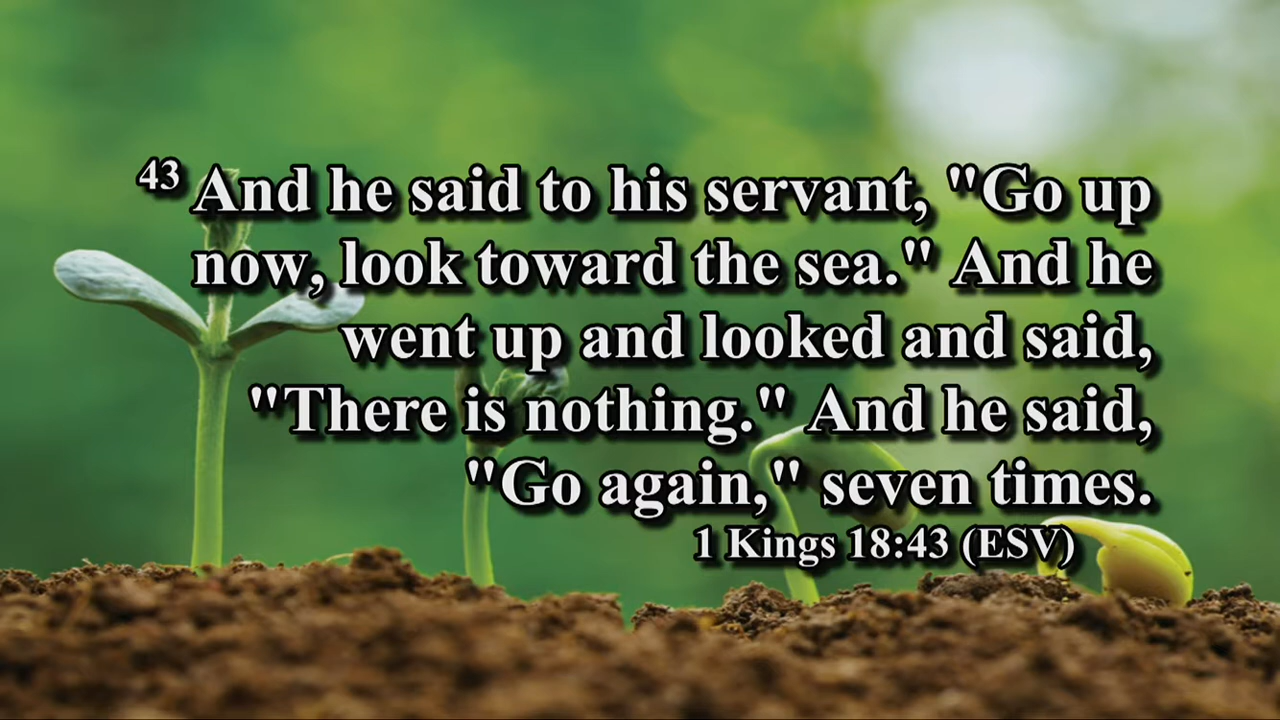 43 And he said to his servant, "Go up
now, look toward the sea." And he
went up and looked and said,
"There is nothing." And he said,
"Go again," seven times.
1 Kings 18:43 (ESV)